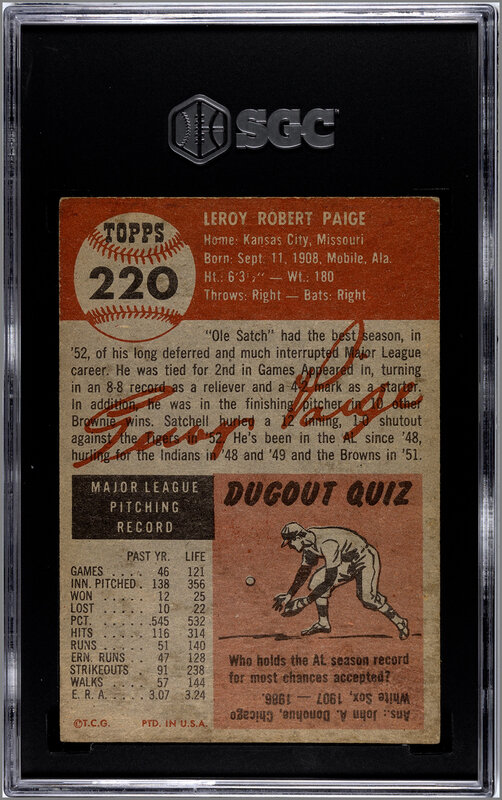 SGC
TOPPS
220
LEROY ROBERT PAIGE
Home: Kansas City, Missouri
Born: Sept. 11, 1908, Mobile, Ala.
Ht.: 6'3½" — Wt.: 180
Throws: Right — Bats: Right
"Ole Satch" had the best season, in
'52, of his long deferred and much interrupted Major League
career. He was tied for 2nd in Games Appeared in, turning
in an 8-8 record as a reliever and a 4-2 mark as a starter.
In addition, he was in the finishing pitcher in 10 other
Brownie wins. Satchell hurled a 12 inning, 1-0 shutout
against the Tigers in '52. He's been in the AL since '48,
hurling for the Indians in '48 and '49 and the Browns in '51.
MAJOR LEAGUE
PITCHING
RECORD
PAST YR. LIFE
GAMES .... 46 121
INN. PITCHED . 138 356
WON .... 12 25
LOST .... 10 22
PCT. .... .545 .532
HITS .... 116 314
RUNS .... 51 140
ERN. RUNS . 47 128
STRIKEOUTS . 91 238
WALKS ... 57 144
E. R. A. .... 3.07 3.24
©T.C.G. PTD. IN U.S.A.
DUGOUT QUIZ
Who holds the AL season record
for most chances accepted?
Ans.: John A. Donohue, Chicago
White Sox, 1907 — 1986.